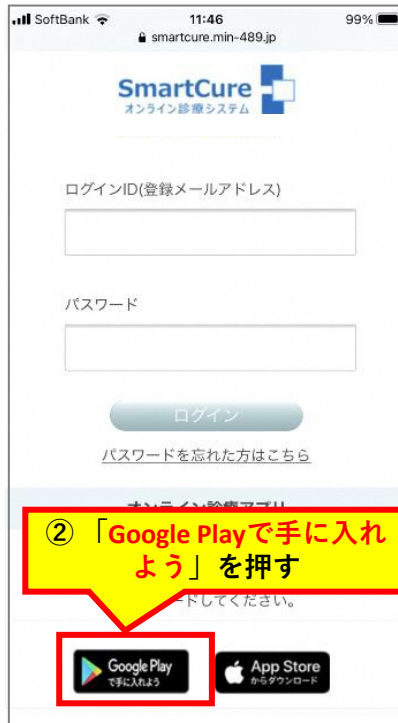 SoftBank 11:46 99%
smartcure.min-489.jp
SmartCure
オンライン診療システム
ログインID(登録メールアドレス)
パスワード
ログイン
パスワードを忘れた方はこちら
オンライン診療アプリ
②「Google Playで手に入れ
よう」を押す
ードしてください。
Google Play
で手に入れよう
App Store
からダウンロード